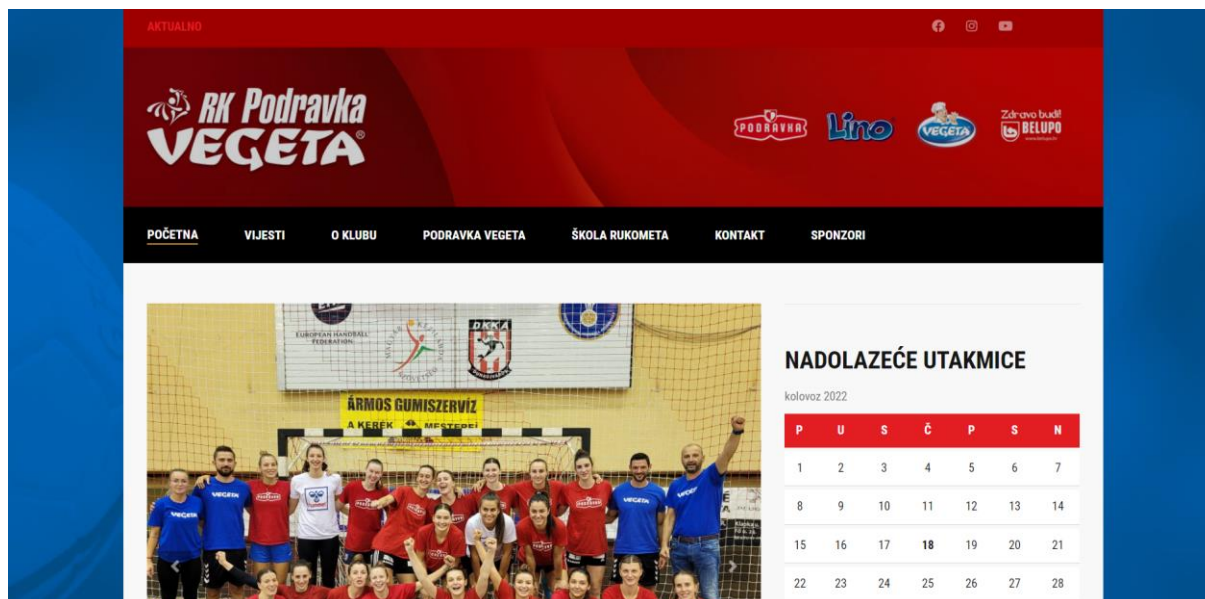 AKTUALNO
RK Podravka
VEGETA®
PODRAVKA
Lino
VEGETA
Zdravo budi!
BELUPO
POČETNA
VIJESTI
O KLUBU
PODRAVKA VEGETA
ŠKOLA RUKOMETA
KONTAKT
SPONZORI
EUROPEAN HANDBALL
FEDERATION
DKKA
ÁRMOS GUMISZERVÍZ
A KERÉK MESTEREI
VEGETA
PODRAVKA
hummel
VEGETA
NADOLAZEĆE UTAKMICE
kolovoz 2022
P U S Č P S N
1 2 3 4 5 6 7
8 9 10 11 12 13 14
15 16 17 18 19 20 21
22 23 24 25 26 27 28